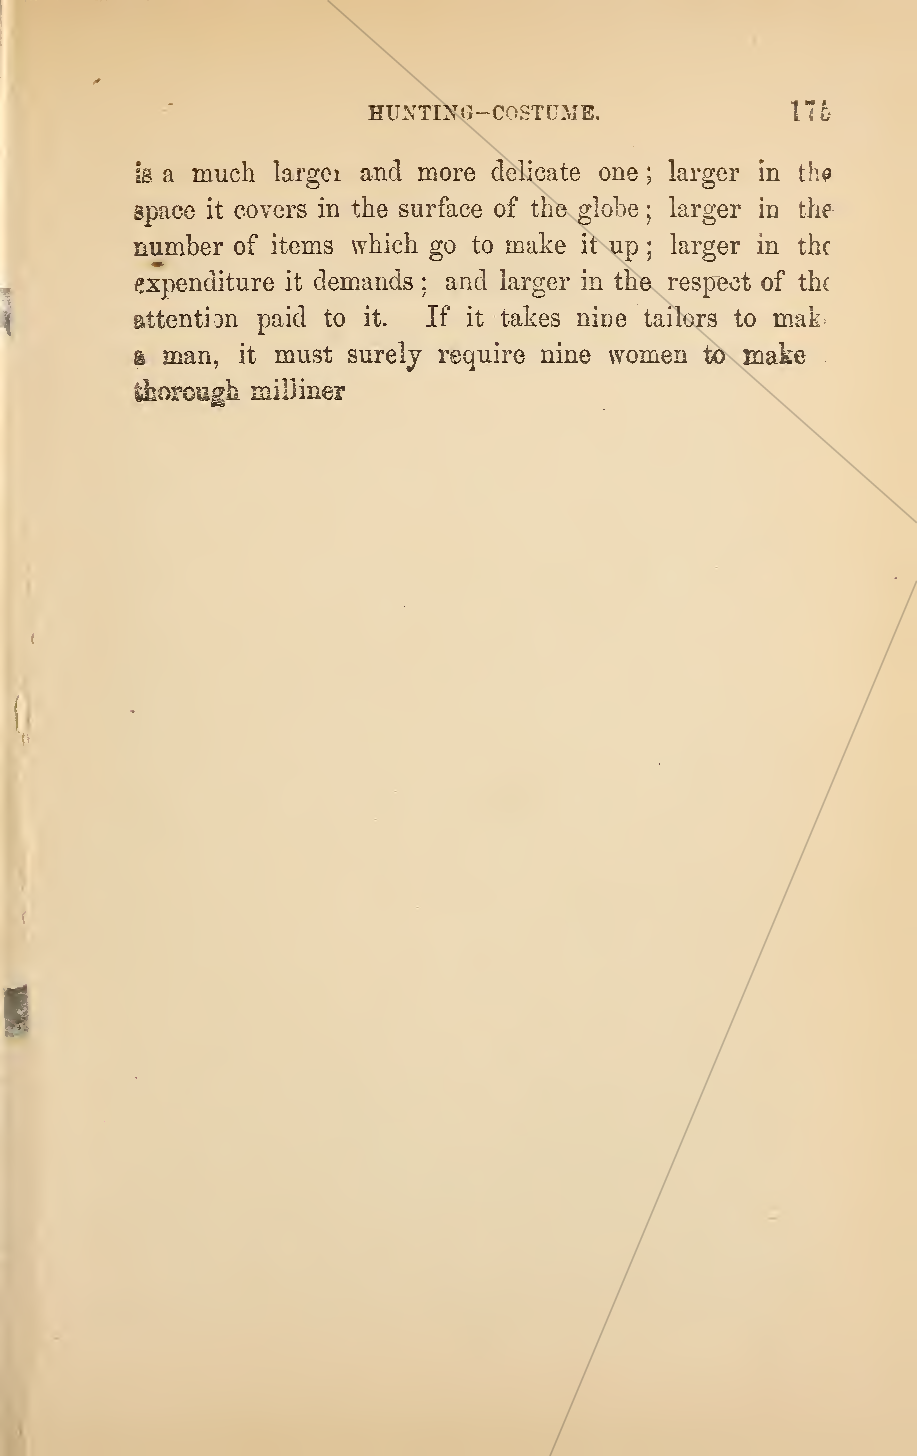 HUNTING-COSTUME. 175
is a much larger and more delicate one; larger in the
space it covers in the surface of the globe; larger in the
number of items which go to make it up; larger in the
expenditure it demands; and larger in the respect of the
attention paid to it. If it takes nine tailors to mak
a man, it must surely require nine women to make
thorough milliner